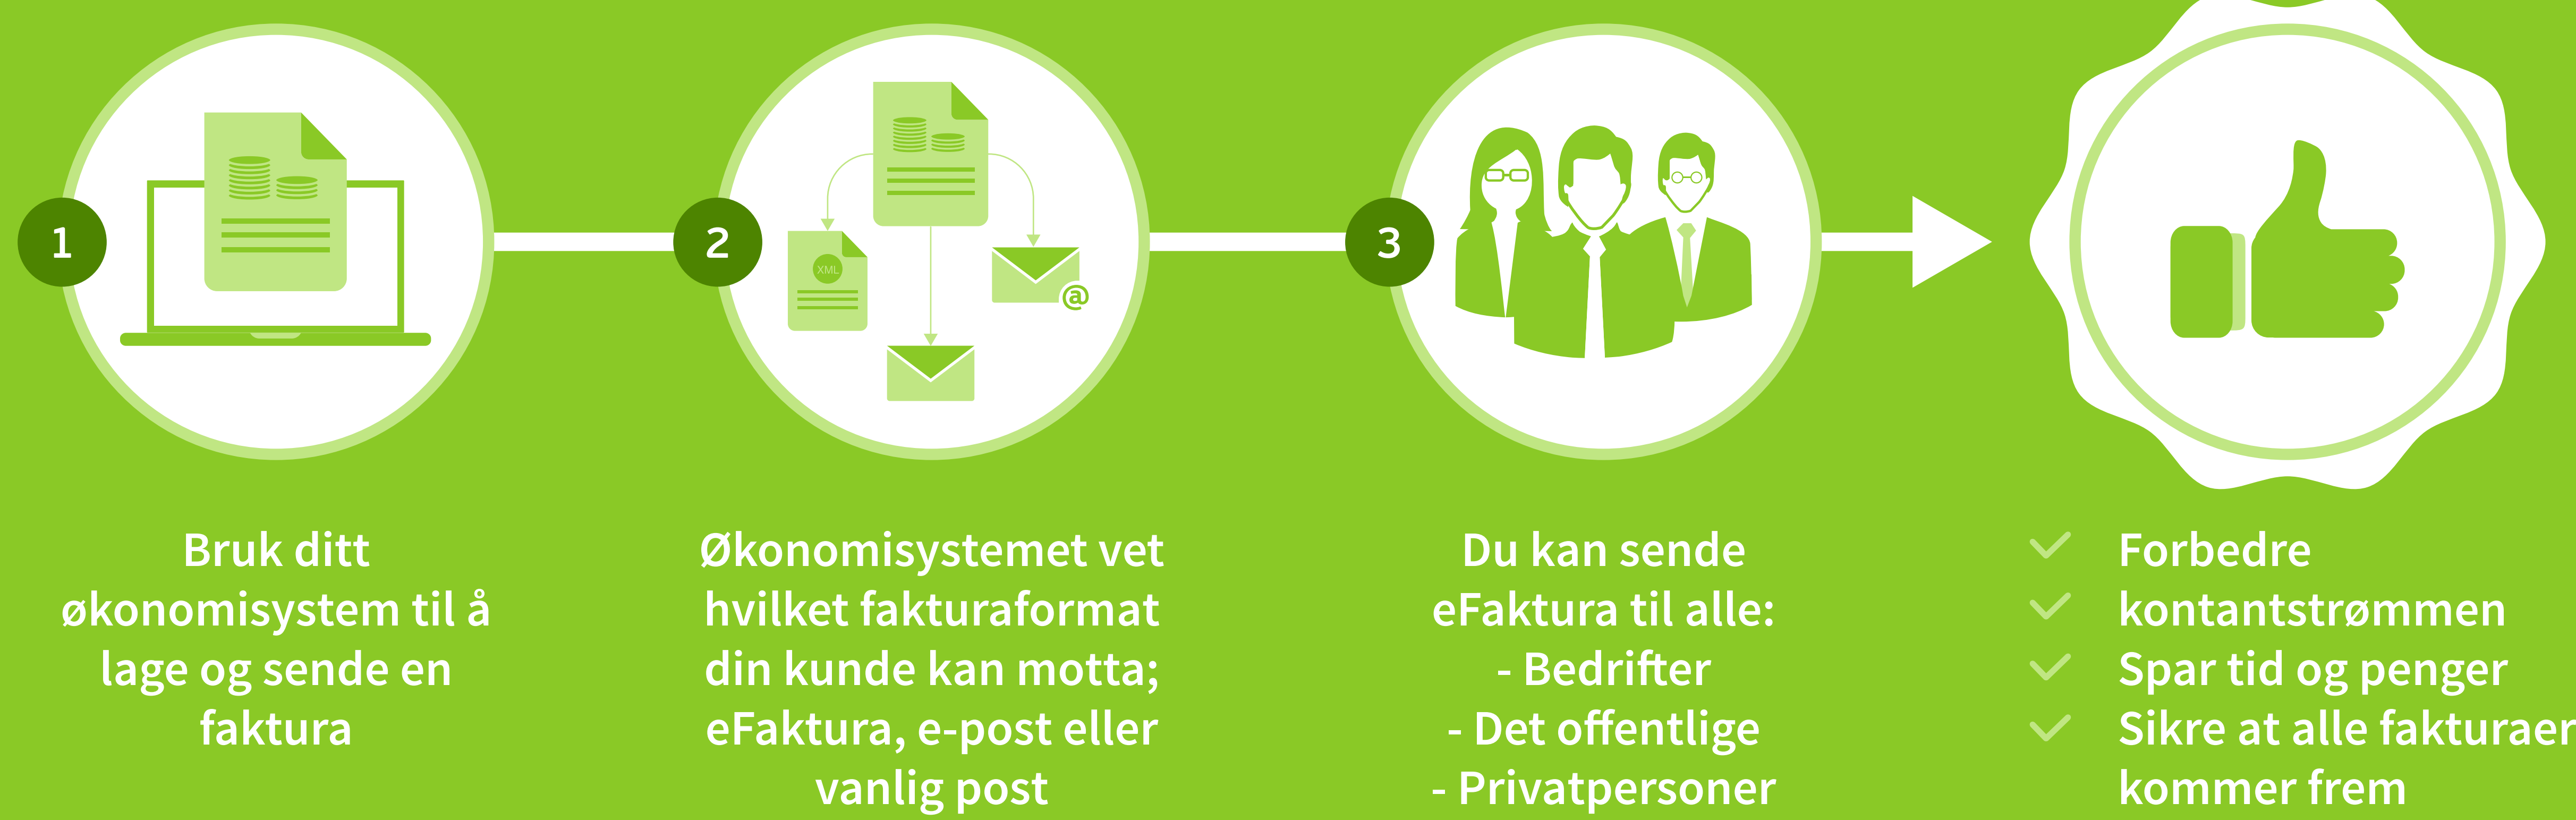 1
Bruk ditt
økonomisystem til å
lage og sende en
faktura
2
XML
@
Økonomisystemet vet
hvilket fakturaformat
din kunde kan motta;
eFaktura, e-post eller
vanlig post
3
Du kan sende
eFaktura til alle:
- Bedrifter
- Det offentlige
- Privatpersoner
Forbedre
kontantstrømmen
Spar tid og penger
Sikre at alle fakturaer
kommer frem